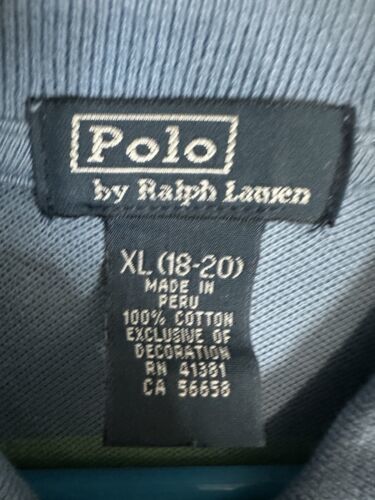 Polo
by Ralph Lauren
XL (18-20)
MADE IN
PERU
100% COTTON
EXCLUSIVE OF
DECORATION
RN 41381
CA 56658